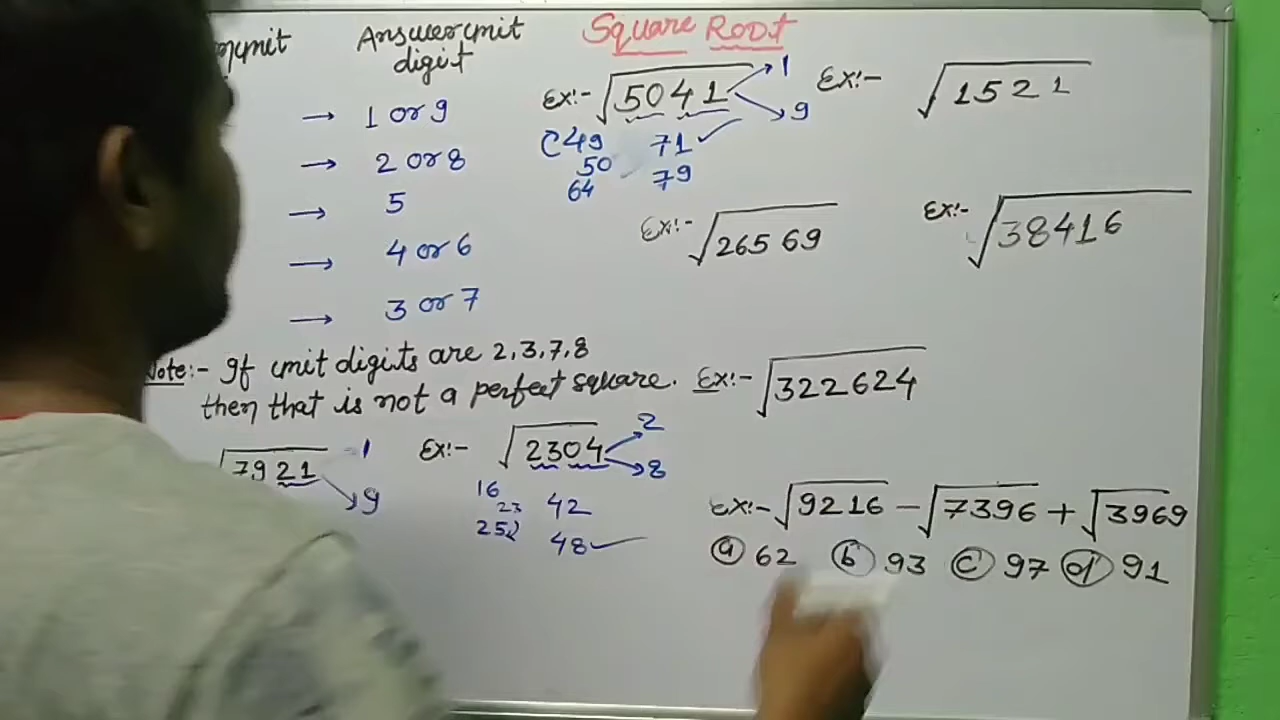 Square Root
Answer unit
digit
→ 1 or 9
→ 2 or 8
→ 5
→ 4 or 6
→ 3 or 7
Ex:- √5041 1
9
49 71 ✓
50
64 79
Ex:- √1521
Ex:- √26569
Ex:- √38416
Note:- If unit digits are 2,3,7,8
then that is not a perfect square.
Ex:- √322624
√7921 1
9
Ex:- √2304 2
8
16
23 42
25 48 ✓
Ex:- √9216 - √7396 + √3969
ⓐ 62 ⓑ 93 ⓒ 97 ⓓ 91